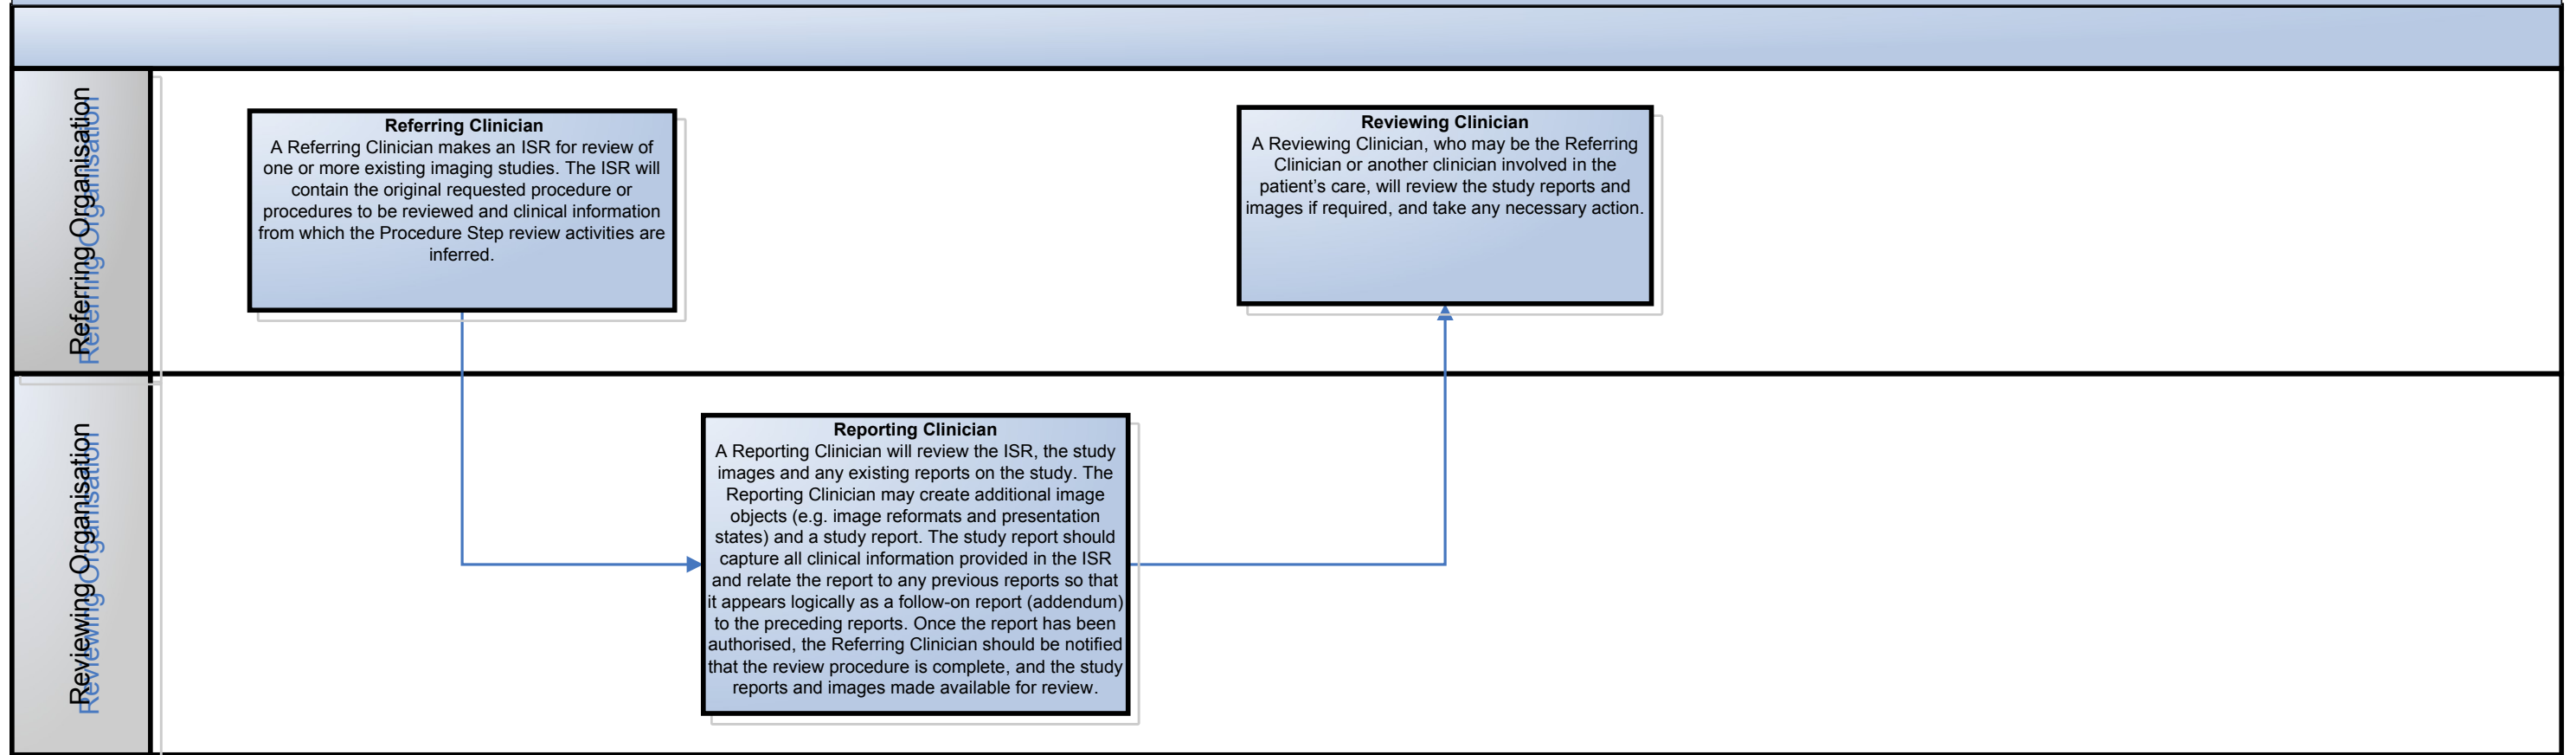 Referring Organisation
Referring Clinician
A Referring Clinician makes an ISR for review of
one or more existing imaging studies. The ISR will
contain the original requested procedure or
procedures to be reviewed and clinical information
from which the Procedure Step review activities are
inferred.
Reviewing Clinician
A Reviewing Clinician, who may be the Referring
Clinician or another clinician involved in the
patient’s care, will review the study reports and
images if required, and take any necessary action.
Reviewing Organisation
Reporting Clinician
A Reporting Clinician will review the ISR, the study
images and any existing reports on the study. The
Reporting Clinician may create additional image
objects (e.g. image reformats and presentation
states) and a study report. The study report should
capture all clinical information provided in the ISR
and relate the report to any previous reports so that
it appears logically as a follow-on report (addendum)
to the preceding reports. Once the report has been
authorised, the Referring Clinician should be notified
that the review procedure is complete, and the study
reports and images made available for review.